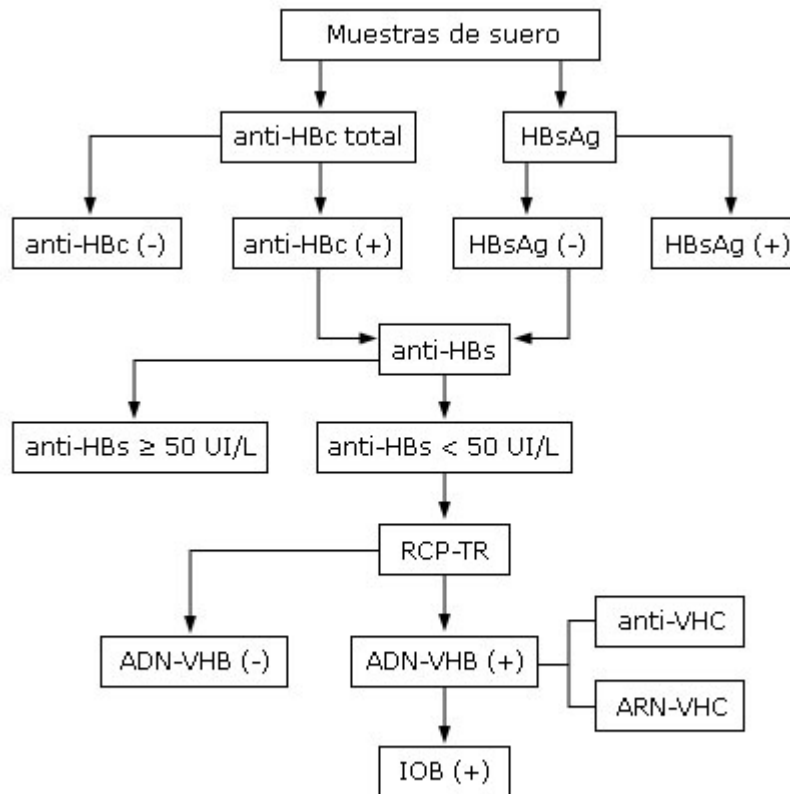 Muestras de suero
anti-HBc total
HBsAg
anti-HBc (-)
anti-HBc (+)
HBsAg (-)
HBsAg (+)
anti-HBs
anti-HBs ≥ 50 UI/L
anti-HBs < 50 UI/L
RCP-TR
anti-VHC
ADN-VHB (-)
ADN-VHB (+)
ARN-VHC
IOB (+)